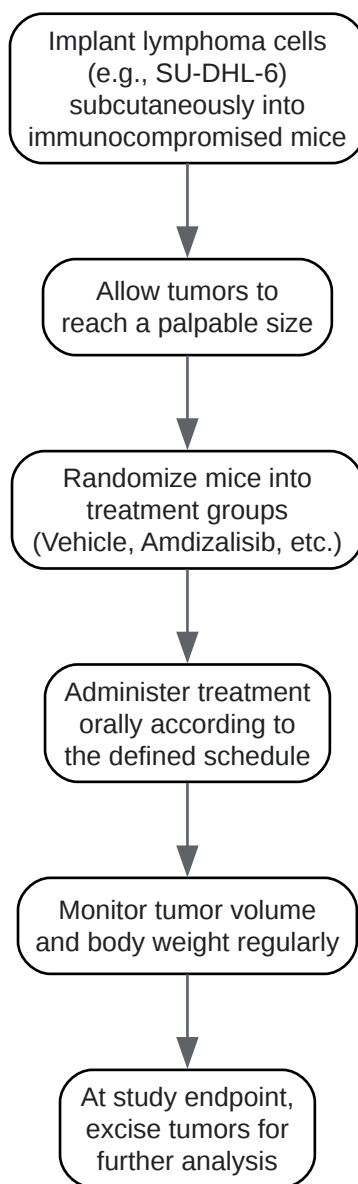 Implant lymphoma cells
(e.g., SU-DHL-6)
subcutaneously into
immunocompromised mice
Allow tumors to
reach a palpable size
Randomize mice into
treatment groups
(Vehicle, Amdizalisib, etc.)
Administer treatment
orally according to
the defined schedule
Monitor tumor volume
and body weight regularly
At study endpoint,
excise tumors for
further analysis